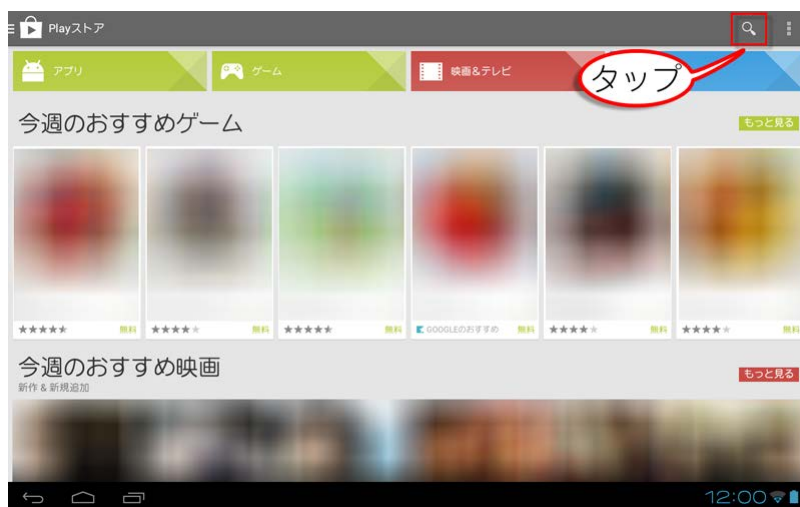 Playストア
アプリ
ゲーム
映画&テレビ
タップ
今週のおすすめゲーム
もっと見る
無料
無料
無料
GOOGLEのおすすめ 無料
無料
無料
今週のおすすめ映画
もっと見る
新作 & 新規追加
12:00